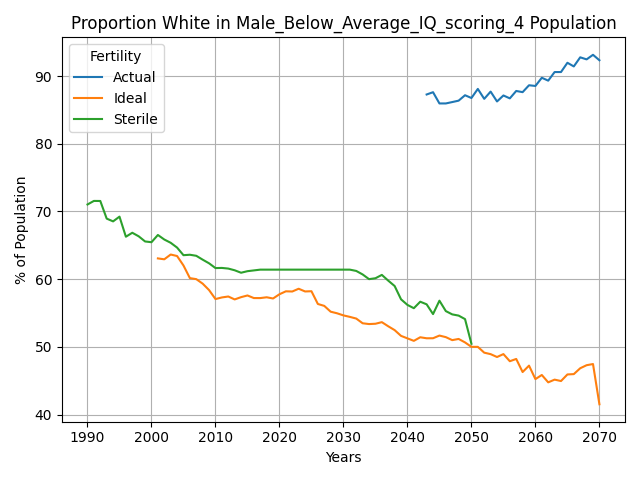 Proportion White in Male_Below_Average_IQ_scoring_4 Population
Fertility
Actual
Ideal
Sterile
% of Population
90
80
70
60
50
40
1990 2000 2010 2020 2030 2040 2050 2060 2070
Years